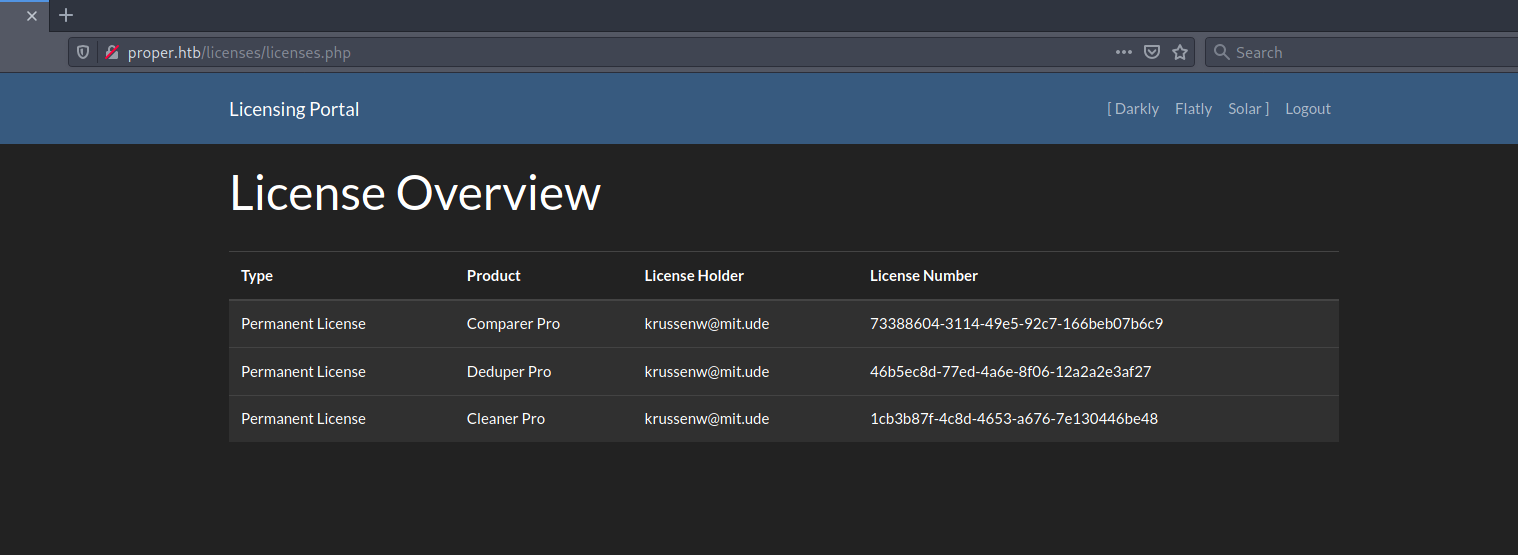 proper.htb/licenses/licenses.php
Search
Licensing Portal [ Darkly Flatly Solar ] Logout
License Overview
Type Product License Holder License Number
Permanent License Comparer Pro krussenw@mit.ude 73388604-3114-49e5-92c7-166beb07b6c9
Permanent License Deduper Pro krussenw@mit.ude 46b5ec8d-77ed-4a6e-8f06-12a2a2e3af27
Permanent License Cleaner Pro krussenw@mit.ude 1cb3b87f-4c8d-4653-a676-7e130446be48